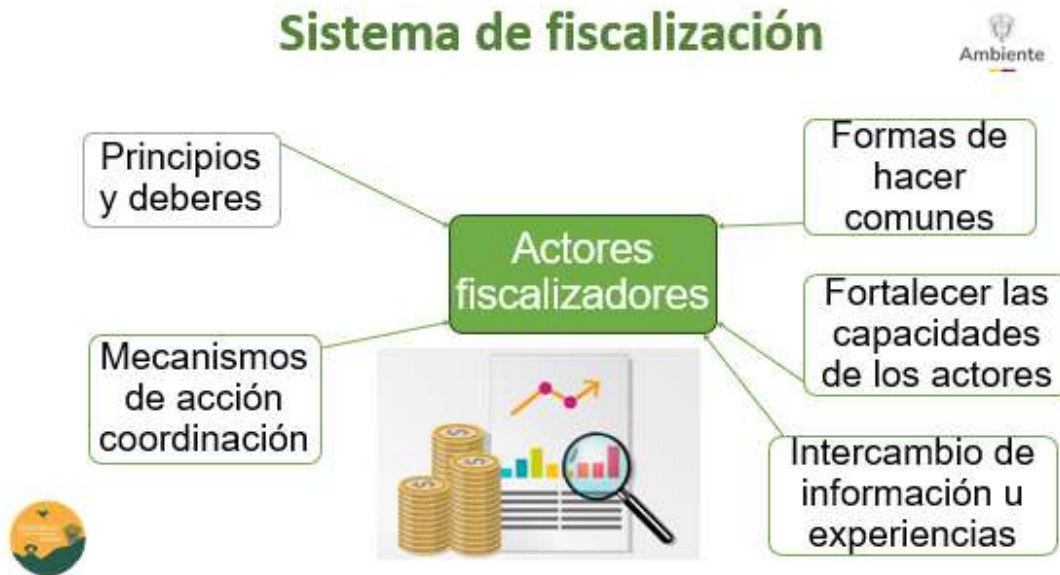 Sistema de fiscalización
Ambiente
Principios
y deberes
Formas de
hacer
comunes
Actores
fiscalizadores
Fortalecer las
capacidades
de los actores
Mecanismos
de acción
coordinación
Intercambio de
información u
experiencias